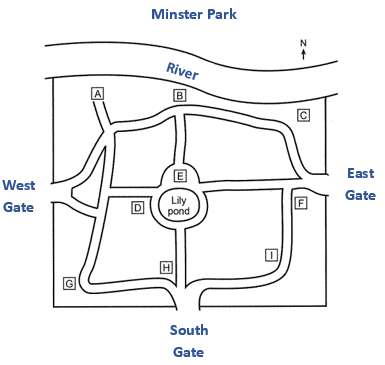 Minster Park
N
River
A
B
C
West
Gate
E
East
Gate
D
Lily
pond
F
H
I
G
South
Gate